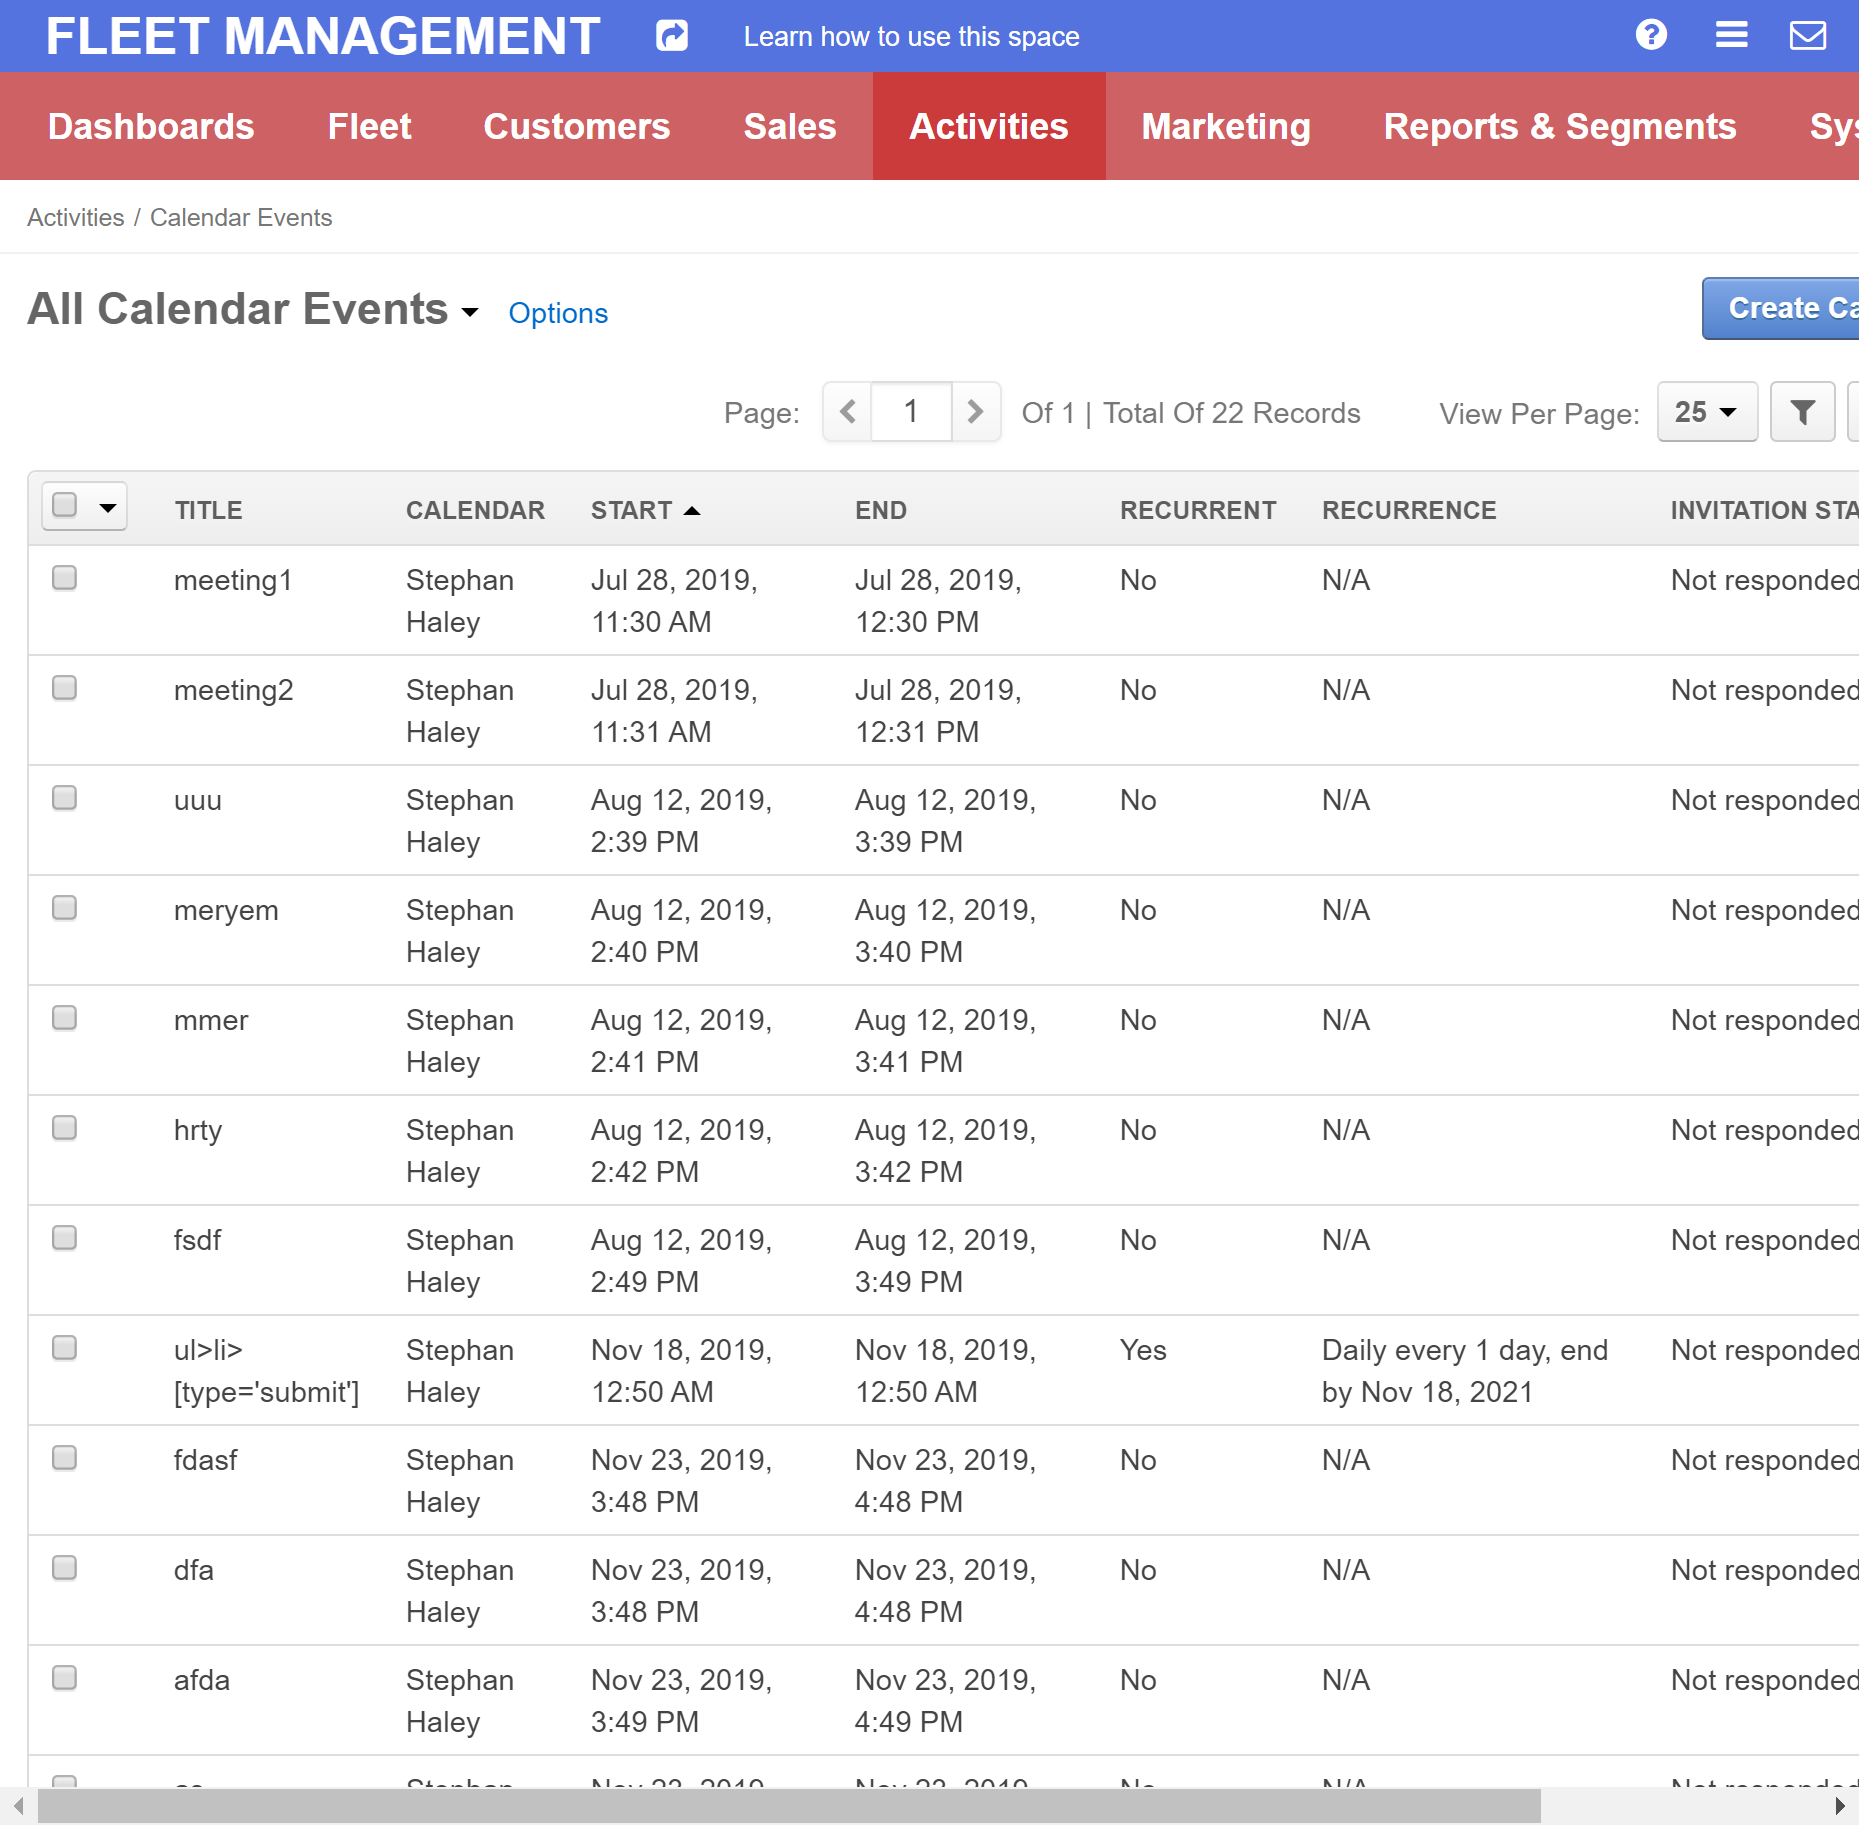 FLEET MANAGEMENT Learn how to use this space
Dashboards Fleet Customers Sales Activities Marketing Reports & Segments Sys
Activities / Calendar Events
All Calendar Events Options Create Ca
Page: 1 Of 1 | Total Of 22 Records View Per Page: 25
TITLE CALENDAR START END RECURRENT RECURRENCE INVITATION STA
meeting1 Stephan Jul 28, 2019, Jul 28, 2019, No N/A Not responded
Haley 11:30 AM 12:30 PM
meeting2 Stephan Jul 28, 2019, Jul 28, 2019, No N/A Not responded
Haley 11:31 AM 12:31 PM
uuu Stephan Aug 12, 2019, Aug 12, 2019, No N/A Not responded
Haley 2:39 PM 3:39 PM
meryem Stephan Aug 12, 2019, Aug 12, 2019, No N/A Not responded
Haley 2:40 PM 3:40 PM
mmer Stephan Aug 12, 2019, Aug 12, 2019, No N/A Not responded
Haley 2:41 PM 3:41 PM
hrty Stephan Aug 12, 2019, Aug 12, 2019, No N/A Not responded
Haley 2:42 PM 3:42 PM
fsdf Stephan Aug 12, 2019, Aug 12, 2019, No N/A Not responded
Haley 2:49 PM 3:49 PM
ul>li> Stephan Nov 18, 2019, Nov 18, 2019, Yes Daily every 1 day, end Not responded
[type='submit'] Haley 12:50 AM 12:50 AM by Nov 18, 2021
fdasf Stephan Nov 23, 2019, Nov 23, 2019, No N/A Not responded
Haley 3:48 PM 4:48 PM
dfa Stephan Nov 23, 2019, Nov 23, 2019, No N/A Not responded
Haley 3:48 PM 4:48 PM
afda Stephan Nov 23, 2019, Nov 23, 2019, No N/A Not responded
Haley 3:49 PM 4:49 PM
Stephan Nov 23, 2019, Nov 23, 2019, No N/A Not responded